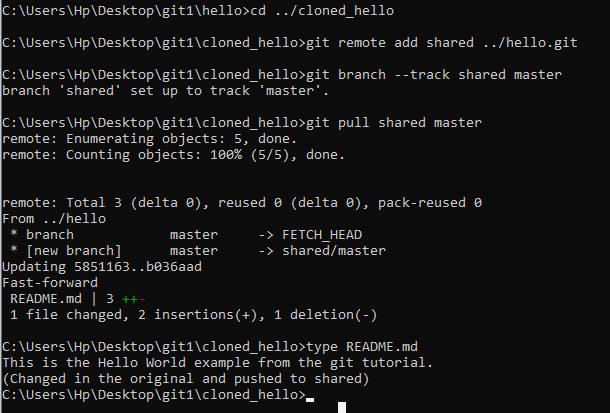 C:\Users\Hp\Desktop\git1\hello>cd ../cloned_hello
C:\Users\Hp\Desktop\git1\cloned_hello>git remote add shared ../hello.git
C:\Users\Hp\Desktop\git1\cloned_hello>git branch --track shared master
branch 'shared' set up to track 'master'.
C:\Users\Hp\Desktop\git1\cloned_hello>git pull shared master
remote: Enumerating objects: 5, done.
remote: Counting objects: 100% (5/5), done.
remote: Total 3 (delta 0), reused 0 (delta 0), pack-reused 0
From ../hello
 * branch            master     -> FETCH_HEAD
 * [new branch]      master     -> shared/master
Updating 5851163..b036aad
Fast-forward
 README.md | 3 ++-
 1 file changed, 2 insertions(+), 1 deletion(-)
C:\Users\Hp\Desktop\git1\cloned_hello>type README.md
This is the Hello World example from the git tutorial.
(Changed in the original and pushed to shared)
C:\Users\Hp\Desktop\git1\cloned_hello>